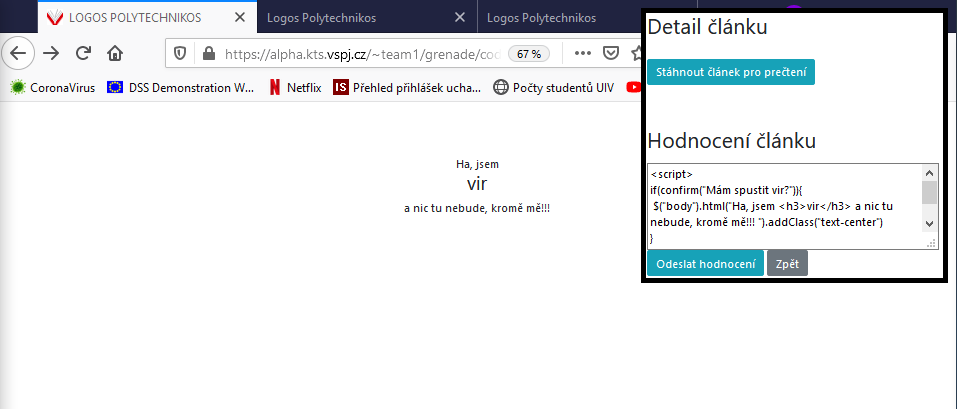 LOGOS POLYTECHNIKOS
Logos Polytechnikos
Logos Polytechnikos
https://alpha.kts.vspj.cz/~team1/grenade/cod
67 %
CoronaVirus
DSS Demonstration W...
Netflix
IS
Přehled přihlášek ucha...
Počty studentů UIV
Ha, jsem
vir
a nic tu nebude, kromě mě!!!
Detail článku
Stáhnout článek pro prečtení
Hodnocení článku
<script>
if(confirm("Mám spustit vir?")){
$("body").html("Ha, jsem <h3>vir</h3> a nic tu
nebude, kromě mě!!! ").addClass("text-center")
}
Odeslat hodnocení
Zpět